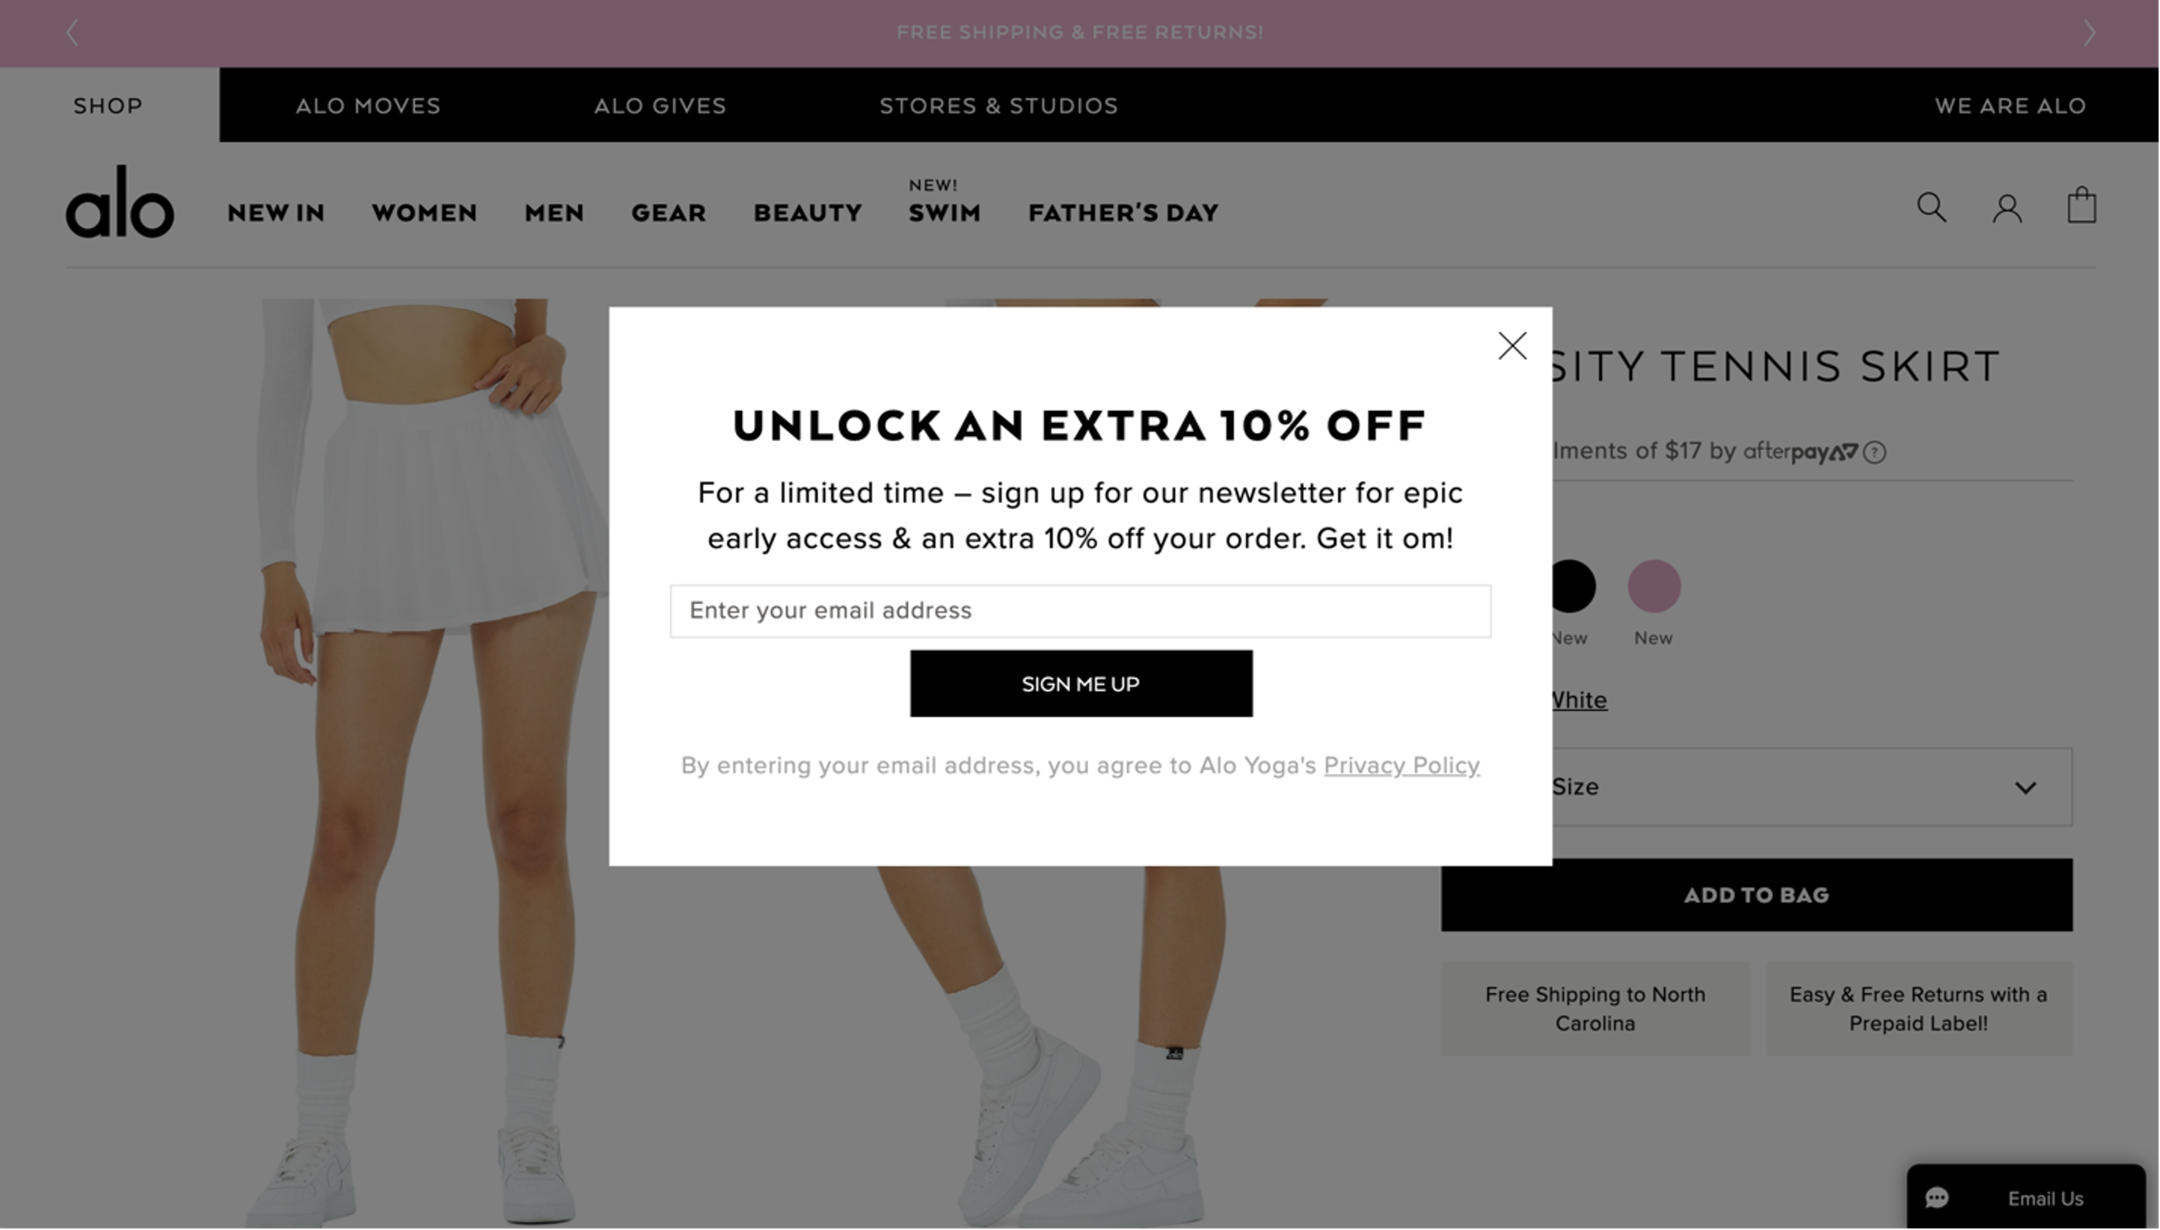 FREE SHIPPING & FREE RETURNS!
SHOP
ALO MOVES
ALO GIVES
STORES & STUDIOS
WE ARE ALO
alo
NEW IN
WOMEN
MEN
GEAR
BEAUTY
NEW!
SWIM
FATHER'S DAY
SITY TENNIS SKIRT
lments of $17 by afterpay
?
UNLOCK AN EXTRA 10% OFF
For a limited time – sign up for our newsletter for epic
early access & an extra 10% off your order. Get it om!
Enter your email address
SIGN ME UP
By entering your email address, you agree to Alo Yoga's Privacy Policy
New
New
White
Size
ADD TO BAG
Free Shipping to North
Carolina
Easy & Free Returns with a
Prepaid Label!
alo
Email Us